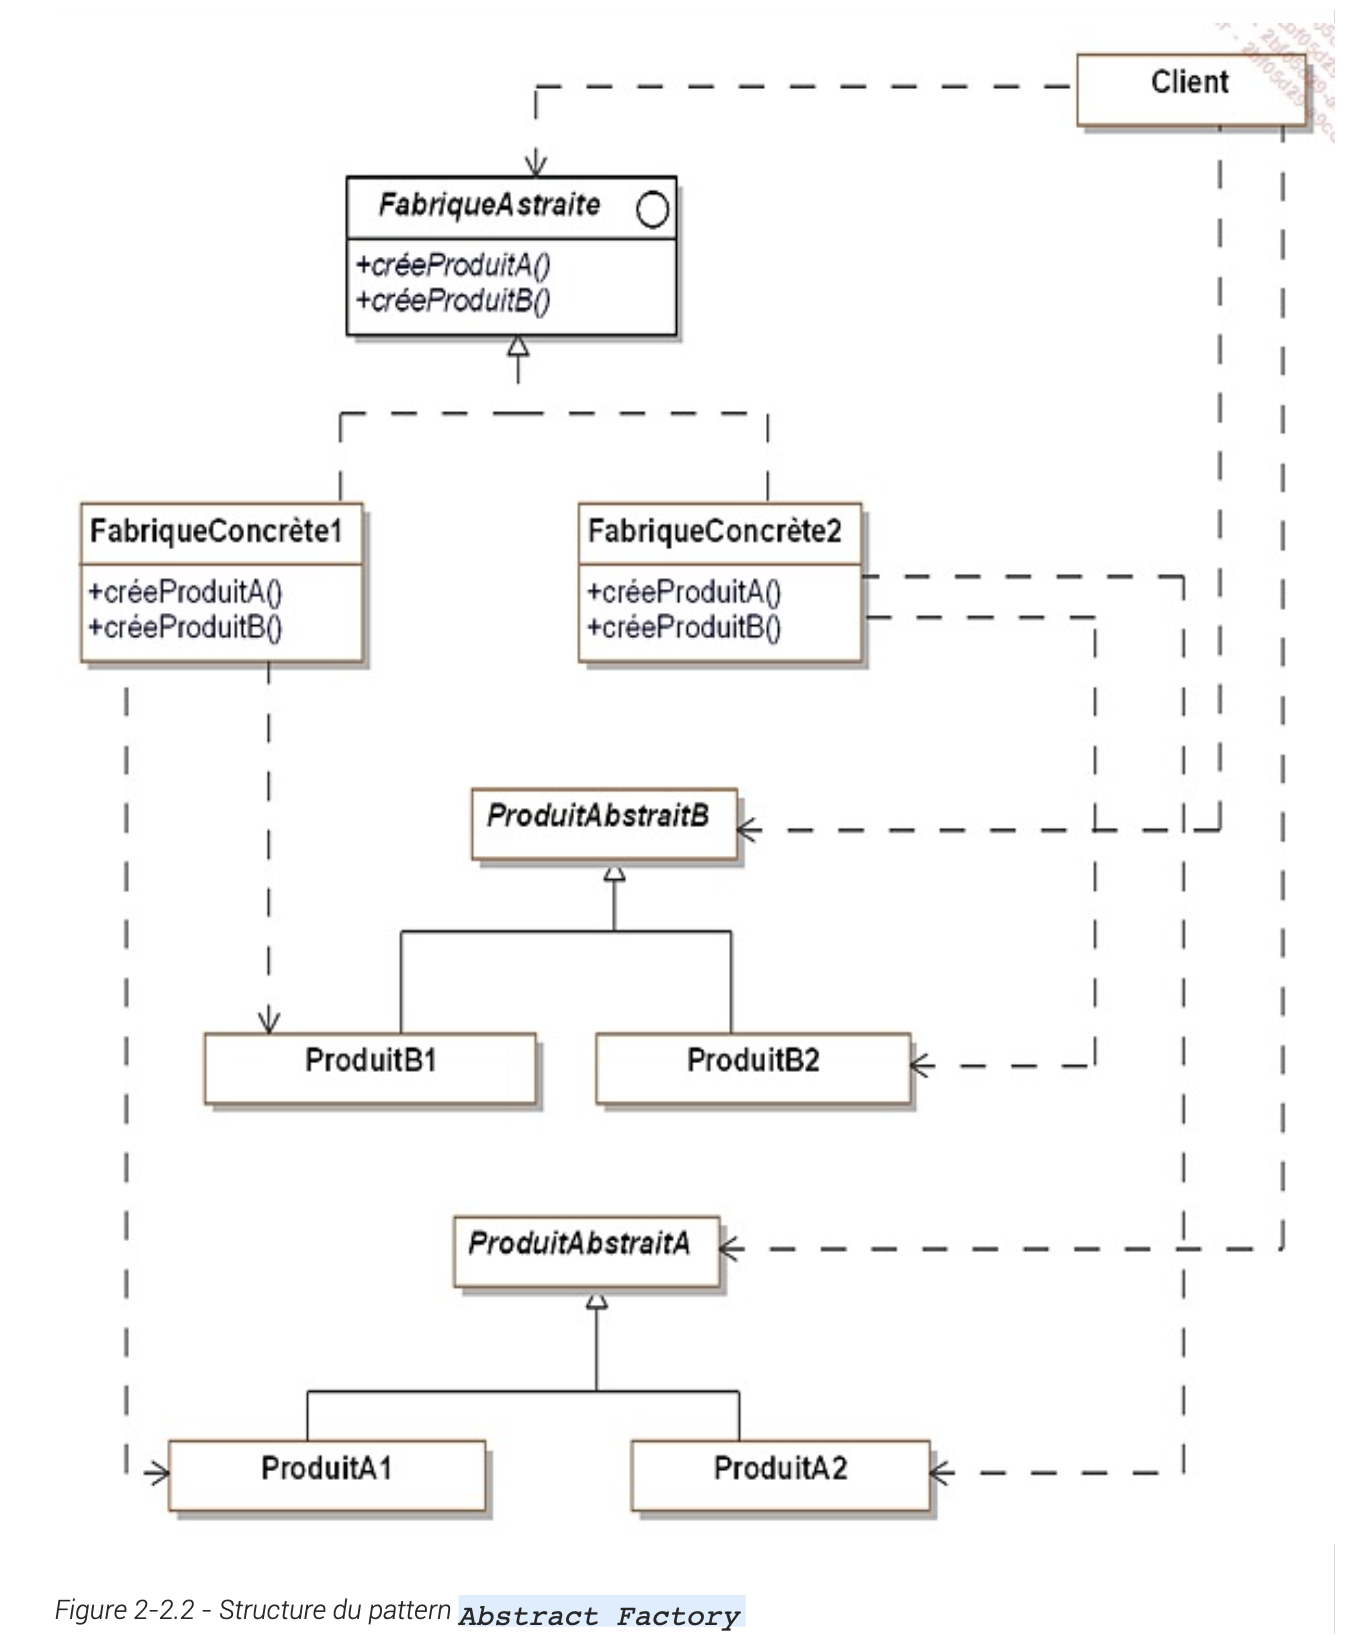 Client
FabriqueAstraite
+créeProduitA()
+créeProduitB()
FabriqueConcrète1
+créeProduitA()
+créeProduitB()
FabriqueConcrète2
+créeProduitA()
+créeProduitB()
ProduitAbstraitB
ProduitB1
ProduitB2
ProduitAbstraitA
ProduitA1
ProduitA2
Figure 2-2.2 - Structure du pattern Abstract Factory